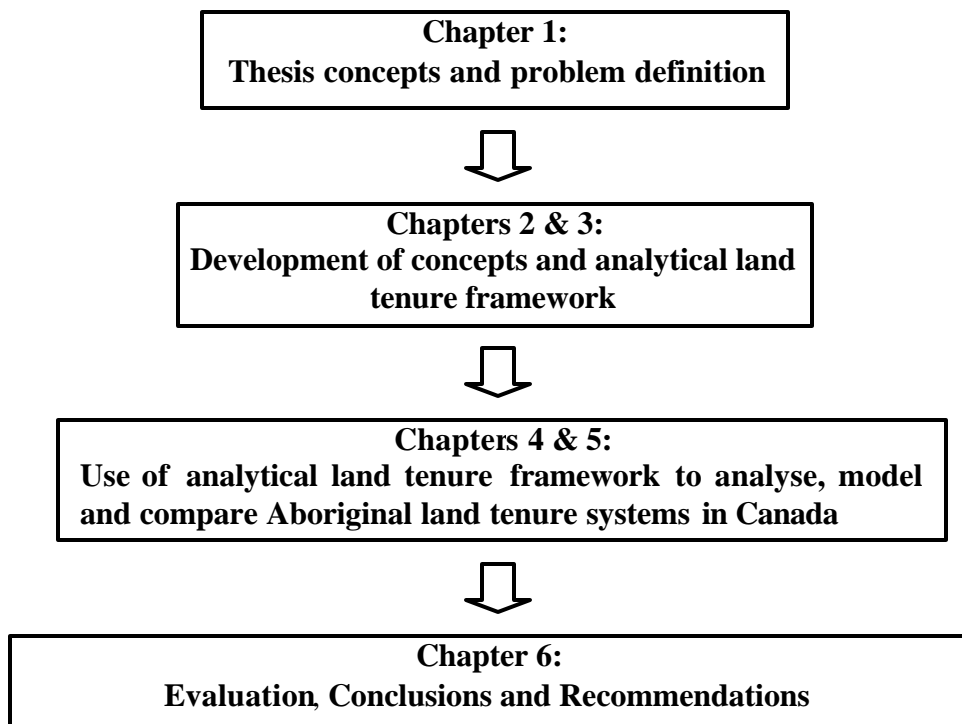 Chapter 1:
Thesis concepts and problem definition
Chapters 2 & 3:
Development of concepts and analytical land
tenure framework
Chapters 4 & 5:
Use of analytical land tenure framework to analyse, model
and compare Aboriginal land tenure systems in Canada
Chapter 6:
Evaluation, Conclusions and Recommendations